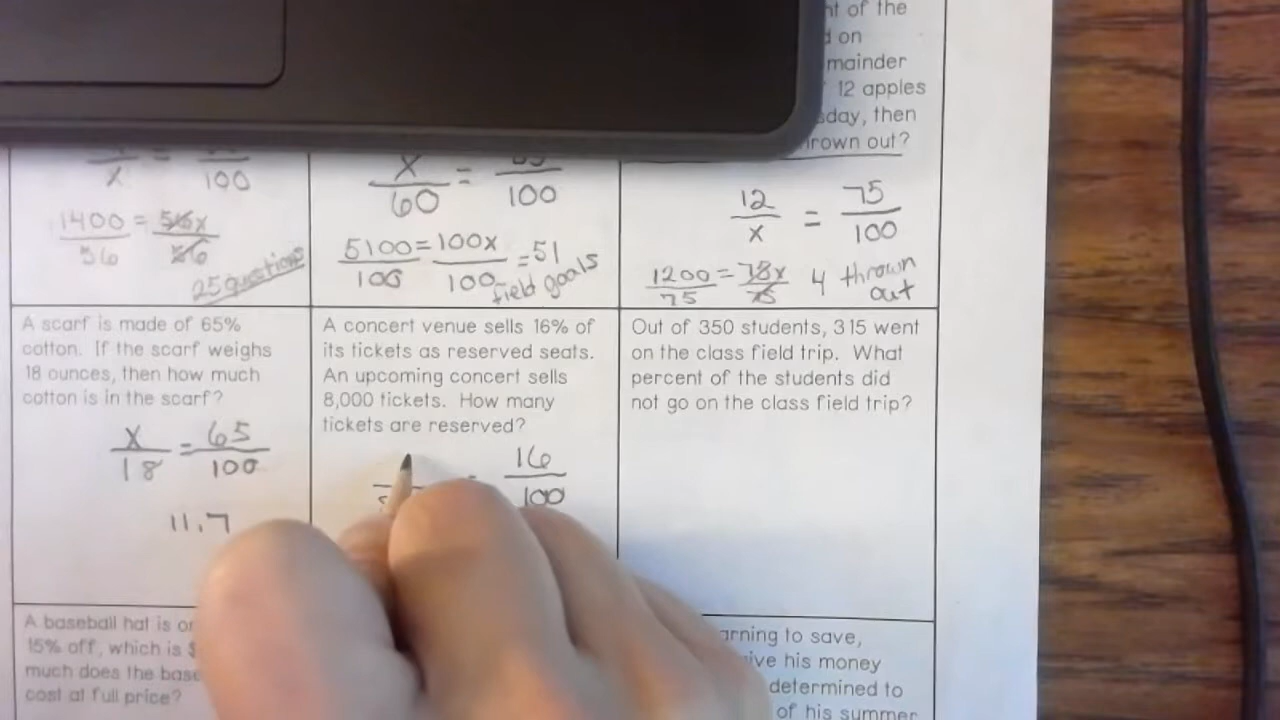 nt of the
on
mainder
12 apples
sday, then
hrown out?
12/x = 75/100
1200/75 = 75x/75 4 thrown
out
x
100
1400/56 = 56x/56
25 questions
x/60 = /100
5100/100 = 100x/100 = 51
field goals
A scarf is made of 65%
cotton. If the scarf weighs
18 ounces, then how much
cotton is in the scarf?
x/18 = 65/100
11.7
A concert venue sells 16% of
its tickets as reserved seats.
An upcoming concert sells
8,000 tickets. How many
tickets are reserved?
= 16/100
Out of 350 students, 315 went
on the class field trip. What
percent of the students did
not go on the class field trip?
A baseball hat is
15% off, which is $
much does the base
cost at full price?
arning to save,
ive his money
determined to
of his summer